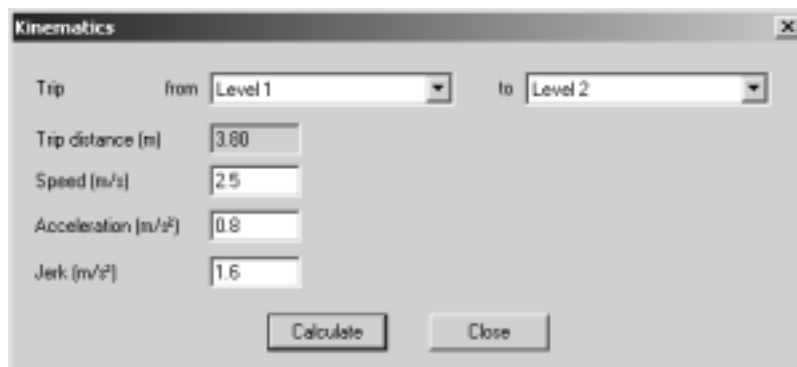 Kinematics
Trip from Level 1 to Level 2
Trip distance (m) 3.80
Speed (m/s) 2.5
Acceleration (m/s²) 0.8
Jerk (m/s³) 1.6
Calculate Close